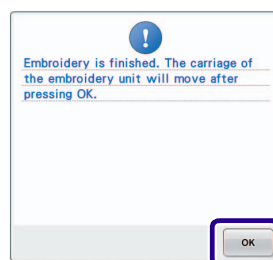 Embroidery is finished. The carriage of
the embroidery unit will move after
pressing OK.
OK